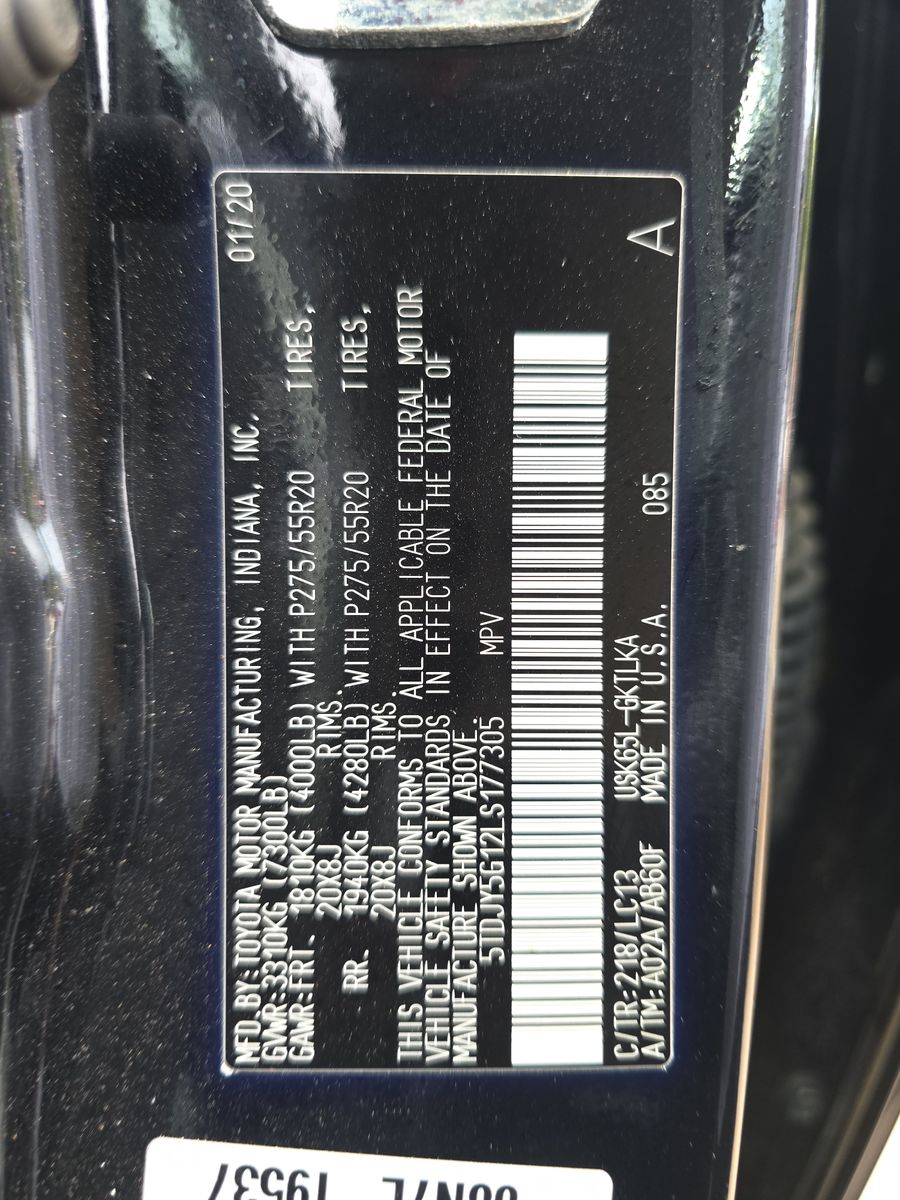 MFD.BY:TOYOTA MOTOR MANUFACTURING, INDIANA, INC. 01/20
GVWR:3310KG (7300LB)
GAWR:FRT. 1810KG (4000LB) WITH P275/55R20 TIRES,
20X8J RIMS.
RR. 1940KG (4280LB) WITH P275/55R20 TIRES,
20X8J RIMS.
THIS VEHICLE CONFORMS TO ALL APPLICABLE FEDERAL MOTOR
VEHICLE SAFETY STANDARDS IN EFFECT ON THE DATE OF
MANUFACTURE SHOWN ABOVE.
5TDJY5G12LS177305 MPV
C/TR:218/LC13 USK65L-GKTLKA
A/TM:A02A/AB60F MADE IN U.S.A. 085 A
19537